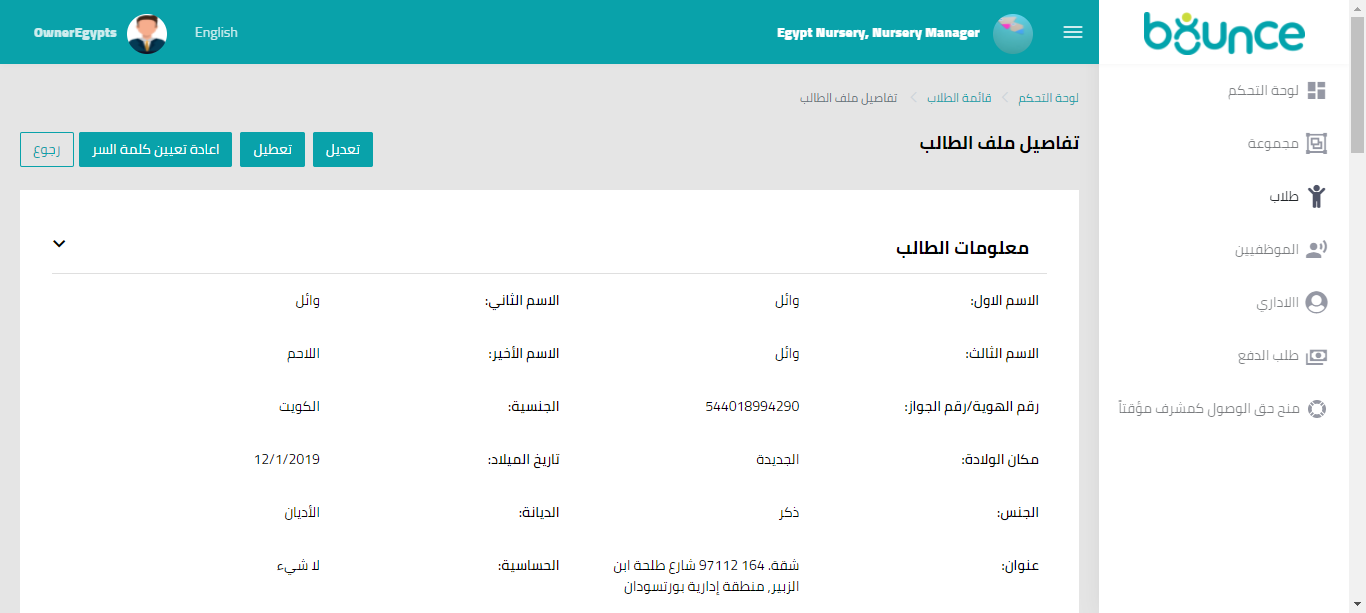 bounce
Egypt Nursery, Nursery Manager
English
OwnerEgypts
لوحة التحكم
مجموعة
طلاب
الموظفيين
االاداري
طلب الدفع
منح حق الوصول كمشرف مؤقتاً
لوحة التحكم
قائمة الطلاب
تفاصيل ملف الطالب
تفاصيل ملف الطالب
تعديل
تعطيل
اعادة تعيين كلمة السر
رجوع
معلومات الطالب
الاسم الاول: وائل الاسم الثاني: وائل
الاسم الثالث: وائل الاسم الأخير: اللاحم
رقم الهوية/رقم الجواز: 544018994290 الجنسية: الكويت
مكان الولادة: الجديدة تاريخ الميلاد: 12/1/2019
الجنس: ذكر الديانة: الأديان
عنوان: شقة. 164 97112 شارع طلحة ابن الحساسية: لا شيء
الزبير, منطقة إدارية بورتسودان